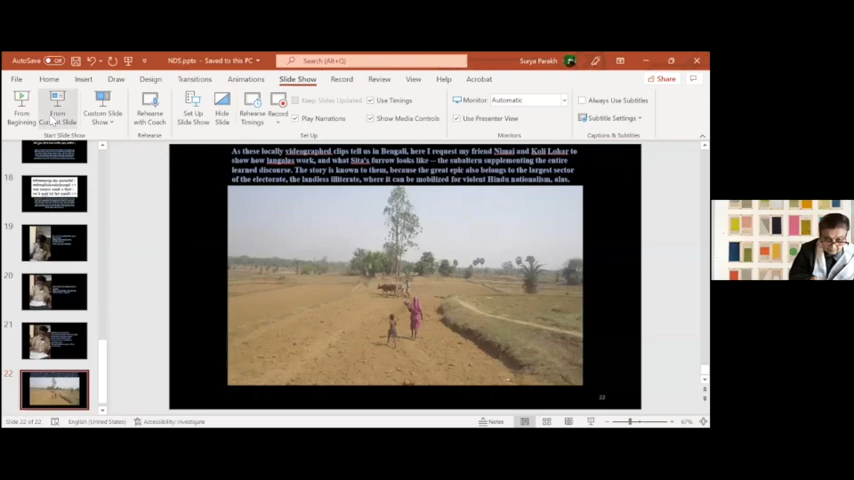 AutoSave Off NDS.pptx - Saved to this PC Search (Alt+Q) Surya Parekh
File Home Insert Draw Design Transitions Animations Slide Show Record Review View Help Acrobat Share
From Beginning
From Current Slide
Custom Slide Show
Start Slide Show
Rehearse with Coach
Rehearse
Set Up Slide Show
Hide Slide
Rehearse Timings
Record
Keep Slides Updated
Play Narrations
Use Timings
Show Media Controls
Set Up
Monitor: Automatic
Use Presenter View
Monitors
Always Use Subtitles
Subtitle Settings
Captions & Subtitles
18
19
20
21
22
As these locally videographed clips tell us in Bengali, here I request my friend Nimai and Koli Lohar to
show how langalas work, and what Sita's furrow looks like -- the subaltern supplementing the entire
learned discourse. The story is known to them, because the great epic also belongs to the largest sector
of the electorate, the landless illiterate, where it can be mobilized for violent Hindu nationalism, alas.
22
Slide 22 of 22 English (United States) Accessibility: Investigate Notes 67%